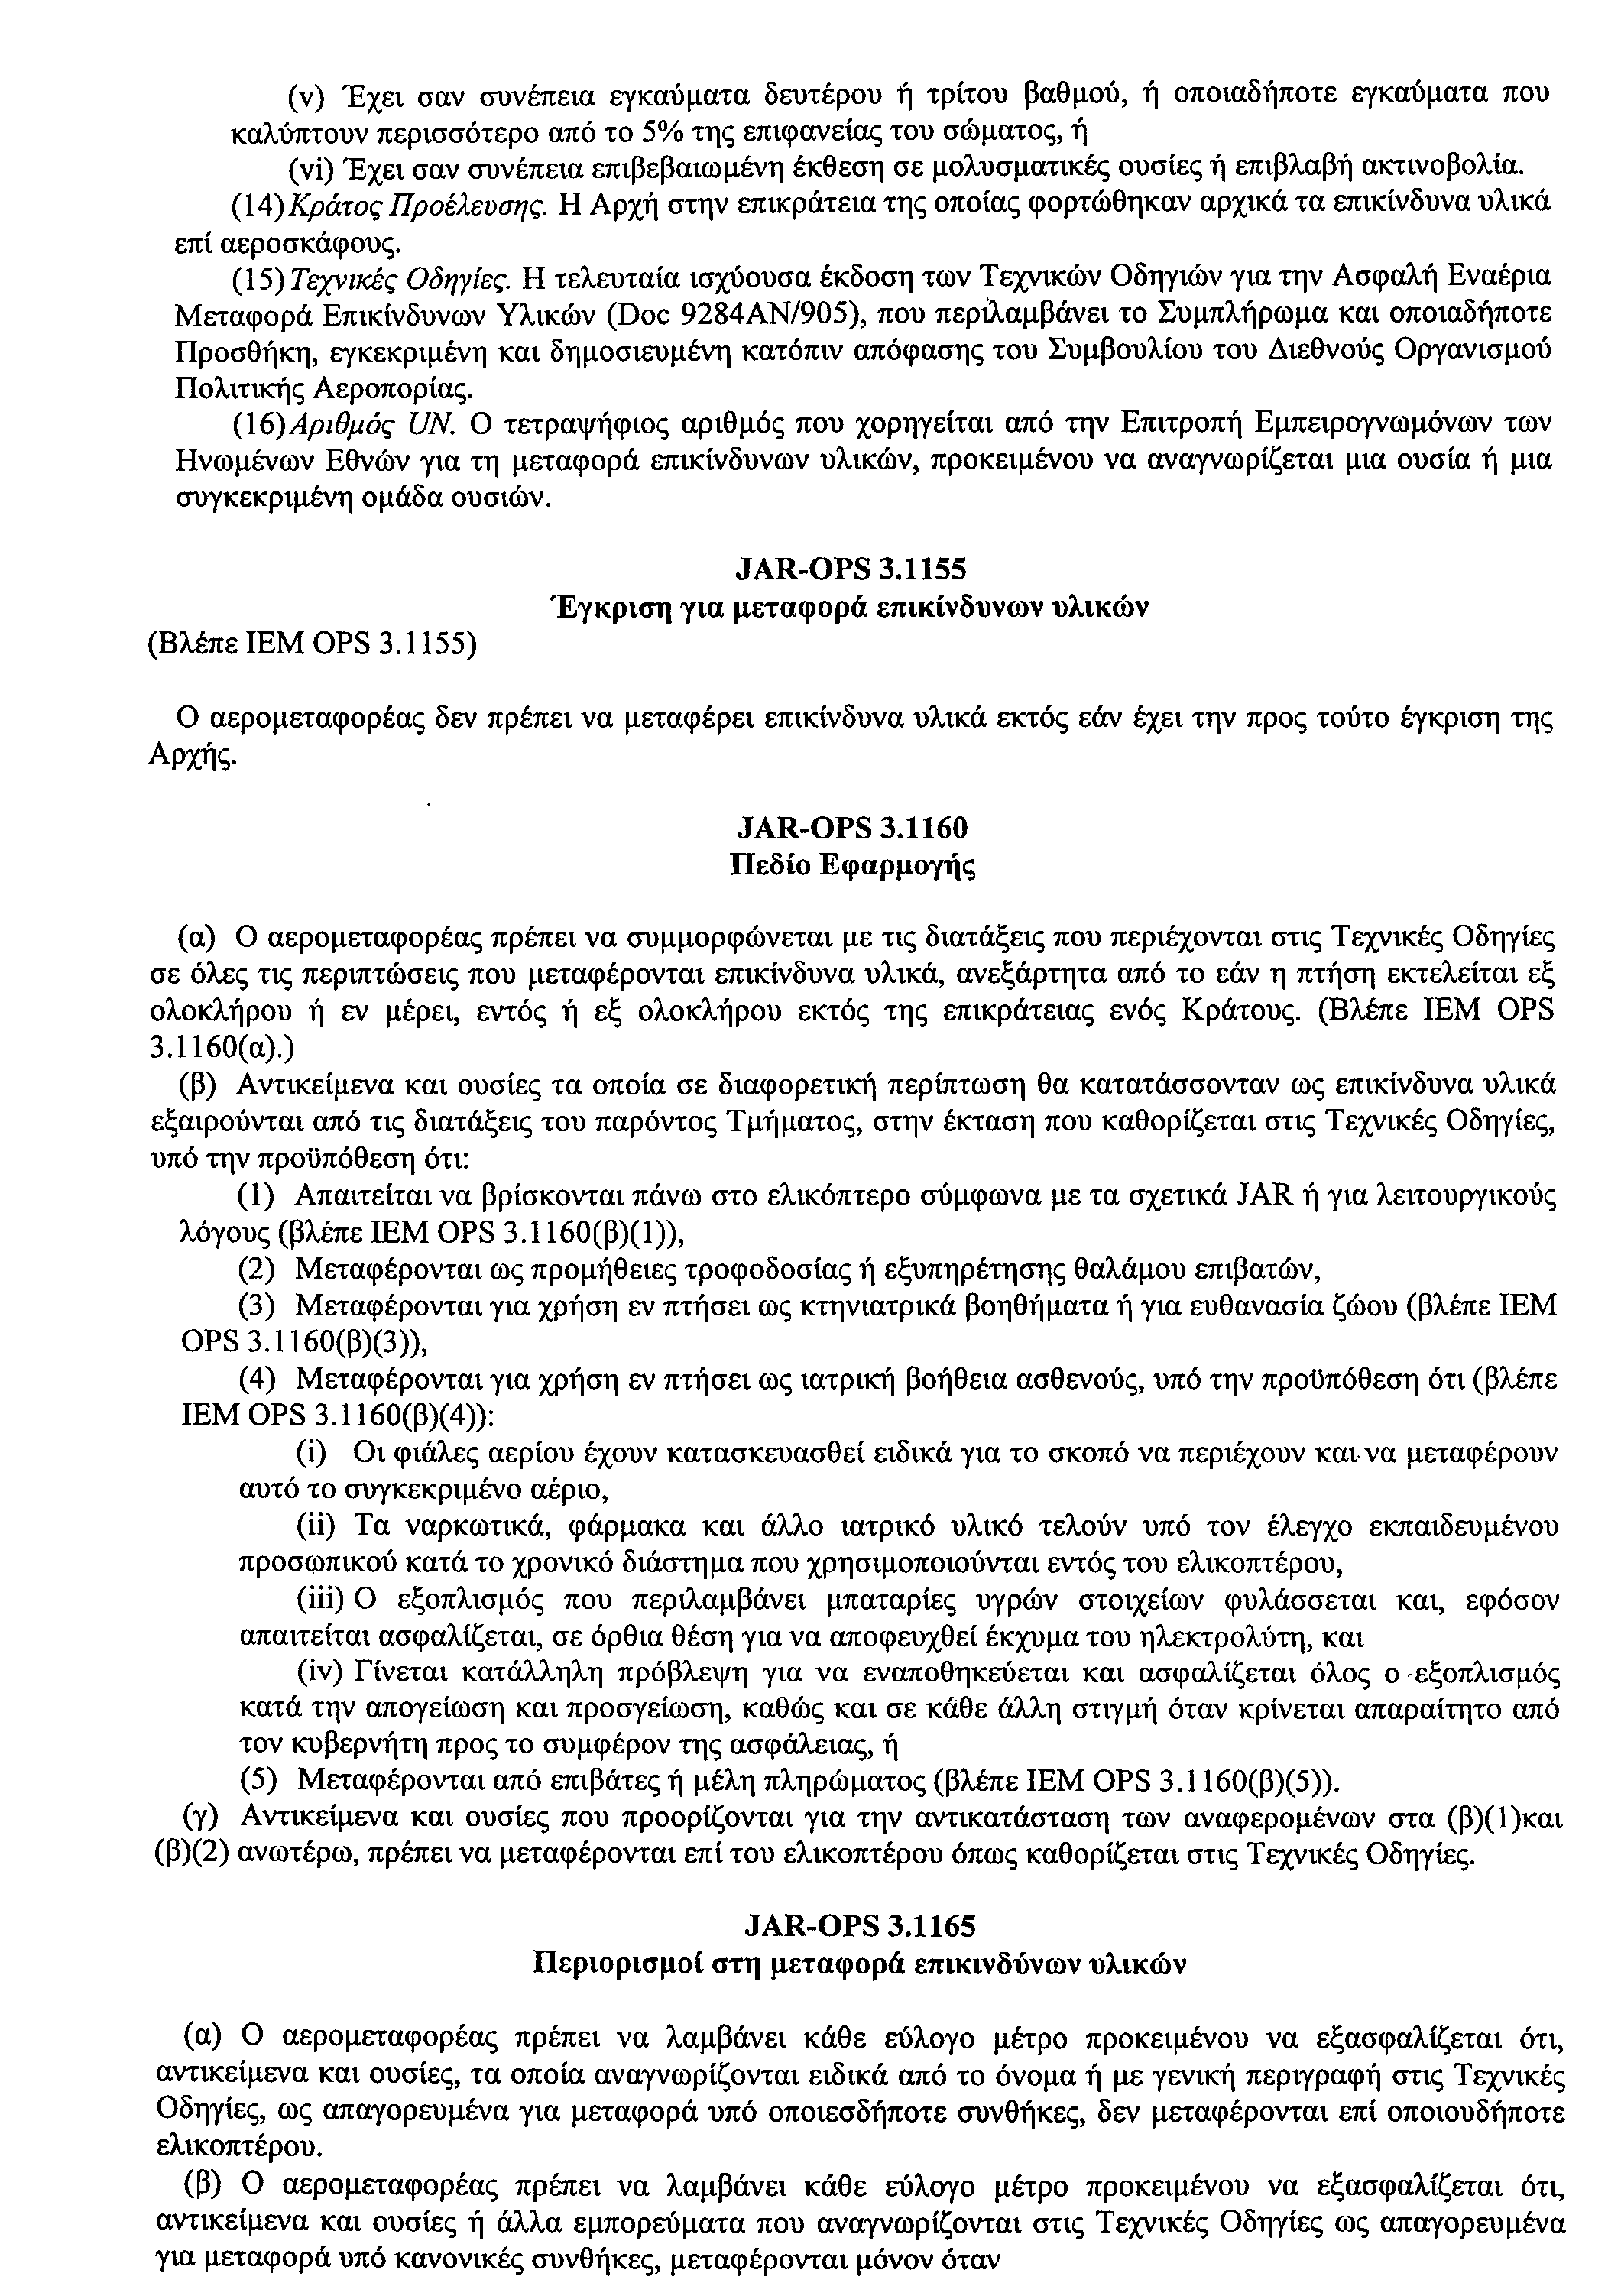 (v) Έχει σαν συνέπεια εγκαύματα δευτέρου ή τρίτου βαθμού, ή οποιαδήποτε εγκαύματα που
καλύπτουν περισσότερο από το 5% της επιφανείας του σώματος, ή
(vi) Έχει σαν συνέπεια επιβεβαιωμένη έκθεση σε μολυσματικές ουσίες ή επιβλαβή ακτινοβολία.
(14) Κράτος Προέλευσης. Η Αρχή στην επικράτεια της οποίας φορτώθηκαν αρχικά τα επικίνδυνα υλικά
επί αεροσκάφους.
(15) Τεχνικές Οδηγίες. Η τελευταία ισχύουσα έκδοση των Τεχνικών Οδηγιών για την Ασφαλή Εναέρια
Μεταφορά Επικίνδυνων Υλικών (Doc 9284AN/905), που περιλαμβάνει το Συμπλήρωμα και οποιαδήποτε
Προσθήκη, εγκεκριμένη και δημοσιευμένη κατόπιν απόφασης του Συμβουλίου του Διεθνούς Οργανισμού
Πολιτικής Αεροπορίας.
(16) Αριθμός UN. Ο τετραψήφιος αριθμός που χορηγείται από την Επιτροπή Εμπειρογνωμόνων των
Ηνωμένων Εθνών για τη μεταφορά επικίνδυνων υλικών, προκειμένου να αναγνωρίζεται μια ουσία ή μια
συγκεκριμένη ομάδα ουσιών.
JAR-OPS 3.1155
Έγκριση για μεταφορά επικίνδυνων υλικών
(Βλέπε IEM OPS 3.1155)
Ο αερομεταφορέας δεν πρέπει να μεταφέρει επικίνδυνα υλικά εκτός εάν έχει την προς τούτο έγκριση της
Αρχής.
JAR-OPS 3.1160
Πεδίο Εφαρμογής
(α) Ο αερομεταφορέας πρέπει να συμμορφώνεται με τις διατάξεις που περιέχονται στις Τεχνικές Οδηγίες
σε όλες τις περιπτώσεις που μεταφέρονται επικίνδυνα υλικά, ανεξάρτητα από το εάν η πτήση εκτελείται εξ
ολοκλήρου ή εν μέρει, εντός ή εξ ολοκλήρου εκτός της επικράτειας ενός Κράτους. (Βλέπε IEM OPS
3.1160(α).)
(β) Αντικείμενα και ουσίες τα οποία σε διαφορετική περίπτωση θα κατατάσσονταν ως επικίνδυνα υλικά
εξαιρούνται από τις διατάξεις του παρόντος Τμήματος, στην έκταση που καθορίζεται στις Τεχνικές Οδηγίες,
υπό την προϋπόθεση ότι:
(1) Απαιτείται να βρίσκονται πάνω στο ελικόπτερο σύμφωνα με τα σχετικά JAR ή για λειτουργικούς
λόγους (βλέπε IEM OPS 3.1160(β)(1)),
(2) Μεταφέρονται ως προμήθειες τροφοδοσίας ή εξυπηρέτησης θαλάμου επιβατών,
(3) Μεταφέρονται για χρήση εν πτήσει ως κτηνιατρικά βοηθήματα ή για ευθανασία ζώου (βλέπε IEM
OPS 3.1160(β)(3)),
(4) Μεταφέρονται για χρήση εν πτήσει ως ιατρική βοήθεια ασθενούς, υπό την προϋπόθεση ότι (βλέπε
IEM OPS 3.1160(β)(4)):
(i) Οι φιάλες αερίου έχουν κατασκευασθεί ειδικά για το σκοπό να περιέχουν και να μεταφέρουν
αυτό το συγκεκριμένο αέριο,
(ii) Τα ναρκωτικά, φάρμακα και άλλο ιατρικό υλικό τελούν υπό τον έλεγχο εκπαιδευμένου
προσωπικού κατά το χρονικό διάστημα που χρησιμοποιούνται εντός του ελικοπτέρου,
(iii) Ο εξοπλισμός που περιλαμβάνει μπαταρίες υγρών στοιχείων φυλάσσεται και, εφόσον
απαιτείται ασφαλίζεται, σε όρθια θέση για να αποφευχθεί έκχυμα του ηλεκτρολύτη, και
(iv) Γίνεται κατάλληλη πρόβλεψη για να εναποθηκεύεται και ασφαλίζεται όλος ο εξοπλισμός
κατά την απογείωση και προσγείωση, καθώς και σε κάθε άλλη στιγμή όταν κρίνεται απαραίτητο από
τον κυβερνήτη προς το συμφέρον της ασφάλειας, ή
(5) Μεταφέρονται από επιβάτες ή μέλη πληρώματος (βλέπε IEM OPS 3.1160(β)(5)).
(γ) Αντικείμενα και ουσίες που προορίζονται για την αντικατάσταση των αναφερομένων στα (β)(1)και
(β)(2) ανωτέρω, πρέπει να μεταφέρονται επί του ελικοπτέρου όπως καθορίζεται στις Τεχνικές Οδηγίες.
JAR-OPS 3.1165
Περιορισμοί στη μεταφορά επικινδύνων υλικών
(α) Ο αερομεταφορέας πρέπει να λαμβάνει κάθε εύλογο μέτρο προκειμένου να εξασφαλίζεται ότι,
αντικείμενα και ουσίες, τα οποία αναγνωρίζονται ειδικά από το όνομα ή με γενική περιγραφή στις Τεχνικές
Οδηγίες, ως απαγορευμένα για μεταφορά υπό οποιεσδήποτε συνθήκες, δεν μεταφέρονται επί οποιουδήποτε
ελικοπτέρου.
(β) Ο αερομεταφορέας πρέπει να λαμβάνει κάθε εύλογο μέτρο προκειμένου να εξασφαλίζεται ότι,
αντικείμενα και ουσίες ή άλλα εμπορεύματα που αναγνωρίζονται στις Τεχνικές Οδηγίες ως απαγορευμένα
για μεταφορά υπό κανονικές συνθήκες, μεταφέρονται μόνον όταν